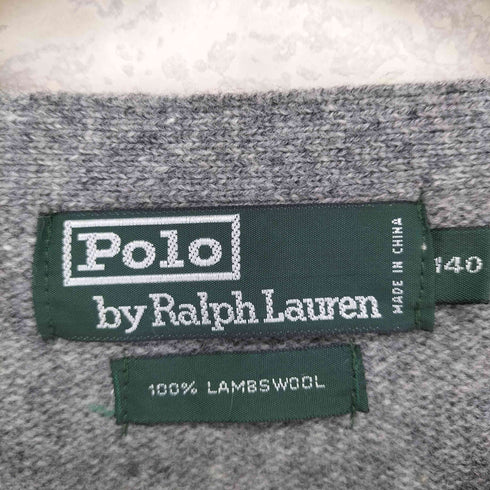 Polo
by Ralph Lauren
MADE IN CHINA
140
100% LAMBSWOOL